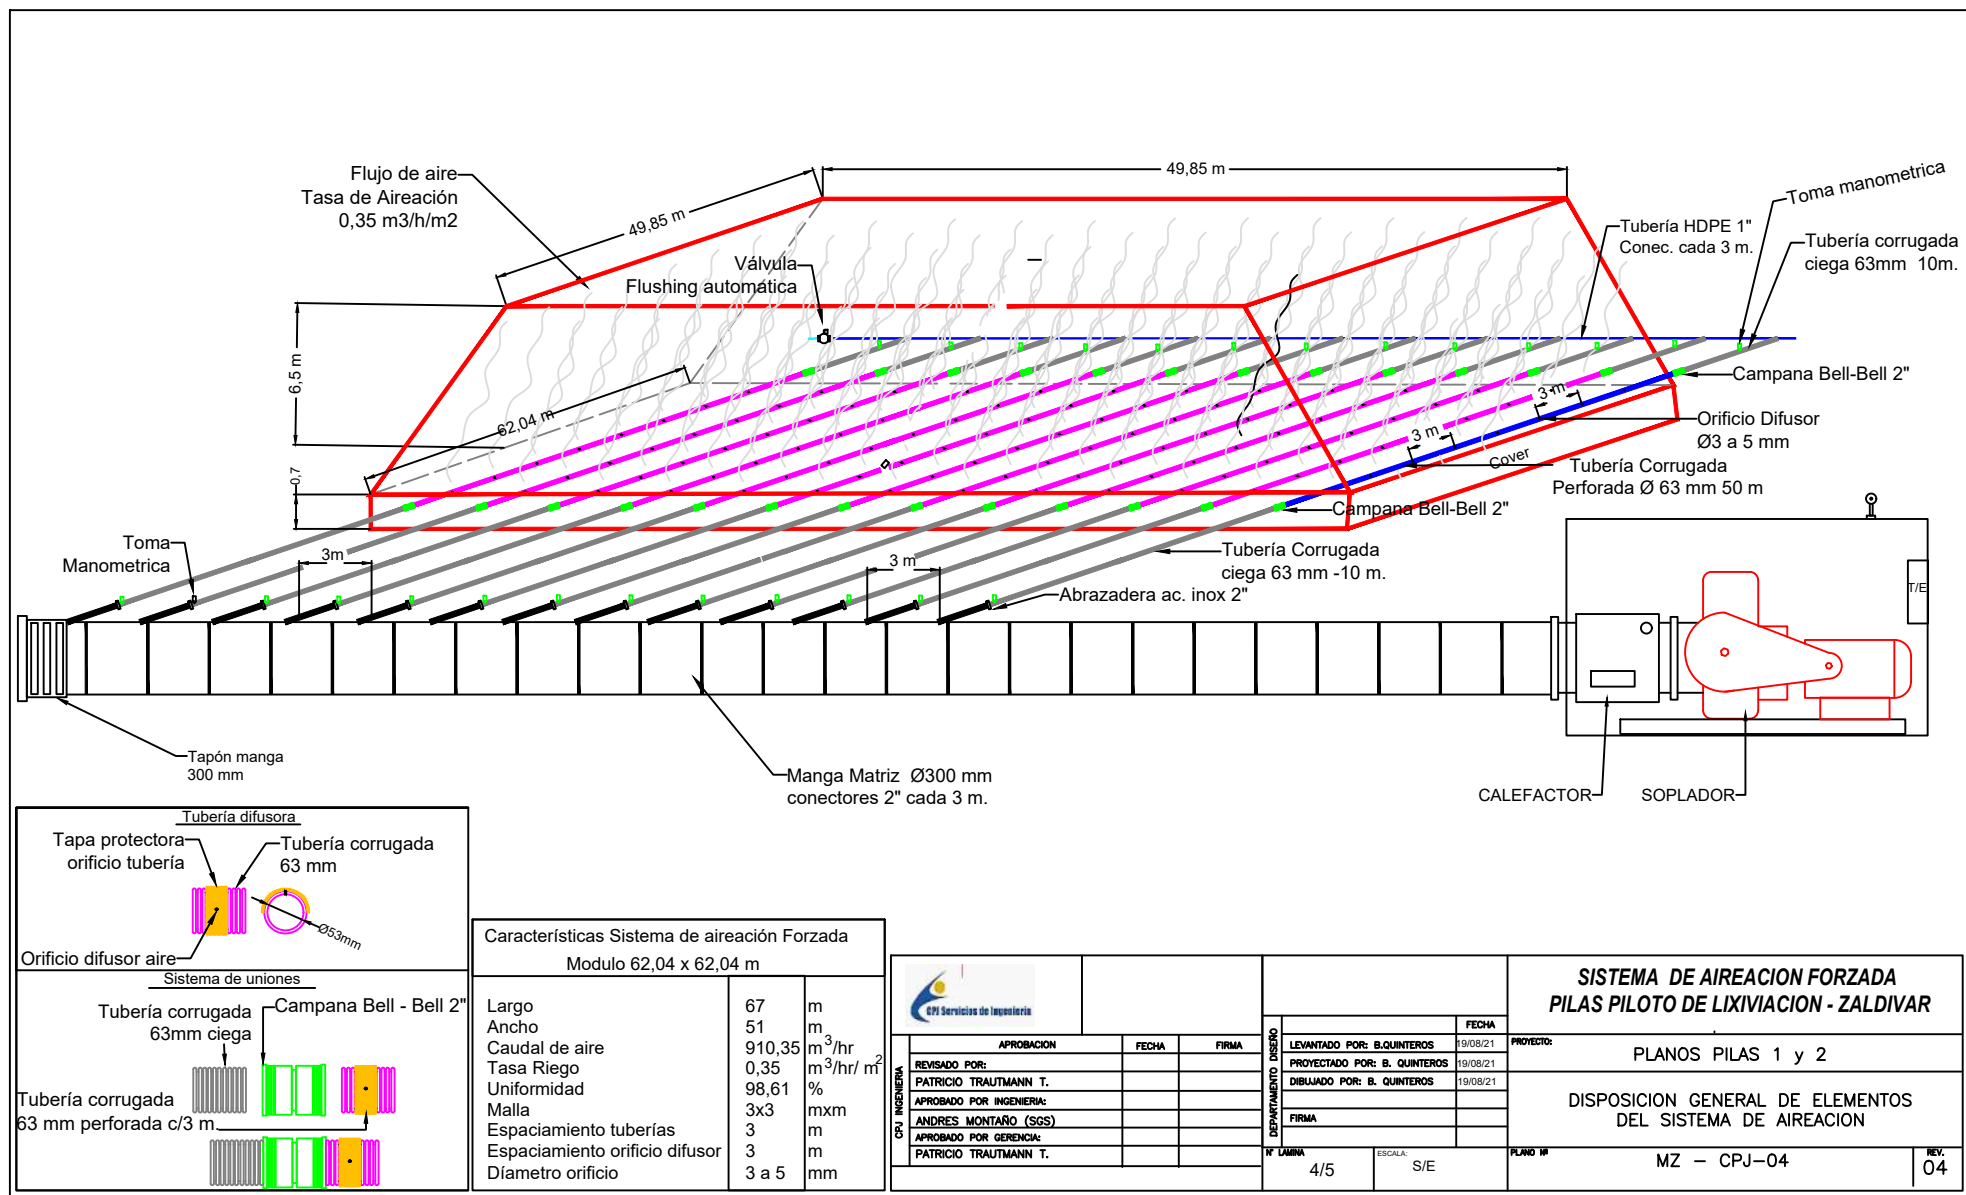 49,85 m
Flujo de aire
Tasa de Aireación
0,35 m3/h/m2
49,85 m
Toma manometrica
Tubería HDPE 1"
Conec. cada 3 m.
Tubería corrugada
ciega 63mm  10m.
Válvula
Flushing automática
6,5 m
62,04 m
Campana Bell-Bell 2"
3 m
Orificio Difusor
Ø3 a 5 mm
3 m
Cover
Tubería Corrugada
Perforada Ø 63 mm 50 m
0,7
Campana Bell-Bell 2"
Toma
Manometrica
3m
3 m
Tubería Corrugada
ciega 63 mm -10 m.
Abrazadera ac. inox 2"
T/E
Tapón manga
300 mm
Manga Matriz  Ø300 mm
conectores 2" cada 3 m.
CALEFACTOR
SOPLADOR
Tubería difusora
Tapa protectora
orificio tubería
Tubería corrugada
63 mm
Ø53mm
Orificio difusor aire
Sistema de uniones
Tubería corrugada
63mm ciega
Campana Bell - Bell 2"
Tubería corrugada
63 mm perforada c/3 m.
Características Sistema de aireación Forzada
Modulo 62,04 x 62,04 m
Largo 67 m
Ancho 51 m
Caudal de aire 910,35 m3/hr
Tasa Riego 0,35 m3/hr/ m2
Uniformidad 98,61 %
Malla 3x3 mxm
Espaciamiento tuberías 3 m
Espaciamiento orificio difusor 3 m
Díametro orificio 3 a 5 mm
CPJ Servicios de Ingeniería
CPJ INGENIERIA
APROBACION FECHA FIRMA
REVISADO POR:
PATRICIO TRAUTMANN T.
APROBADO POR INGENIERIA:
ANDRES MONTAÑO (SGS)
APROBADO POR GERENCIA:
PATRICIO TRAUTMANN T.
DEPARTAMENTO DISEÑO
FECHA
LEVANTADO POR: B.QUINTEROS 19/08/21
PROYECTADO POR: B. QUINTEROS 19/08/21
DIBUJADO POR: B. QUINTEROS 19/08/21
FIRMA
Nº LAMINA
4/5
ESCALA:
S/E
SISTEMA  DE AIREACION FORZADA
PILAS PILOTO DE LIXIVIACION - ZALDIVAR
PROYECTO:
PLANOS PILAS 1 y 2
DISPOSICION GENERAL DE ELEMENTOS
DEL SISTEMA DE AIREACION
PLANO Nº
MZ - CPJ-04
REV.
04